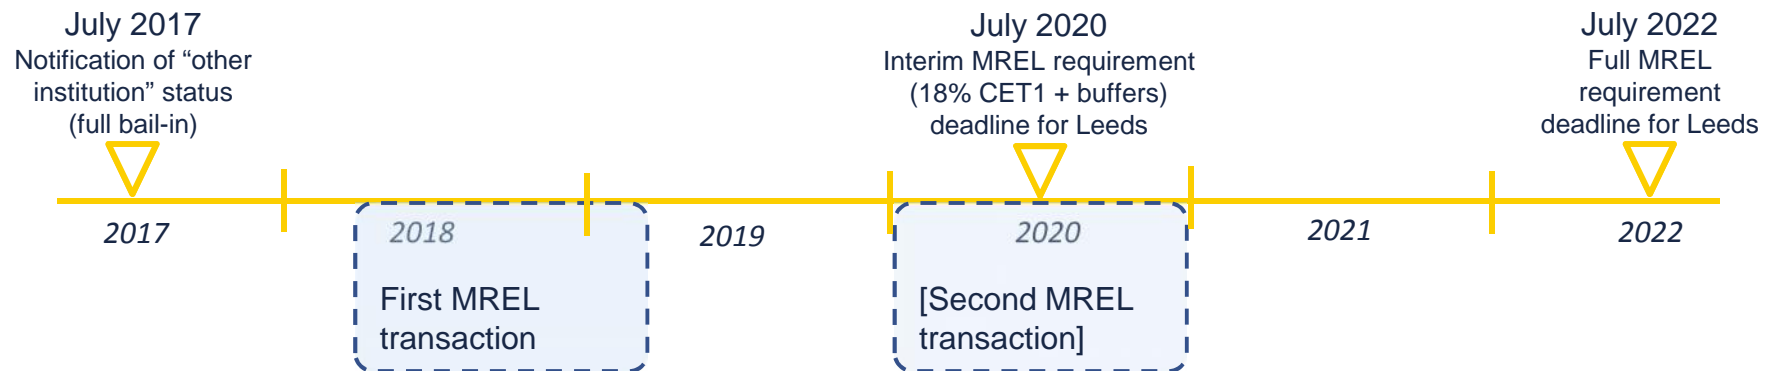 July 2017
Notification of “other
institution” status
(full bail-in)
July 2020
Interim MREL requirement
(18% CET1 + buffers)
deadline for Leeds
July 2022
Full MREL
requirement
deadline for Leeds
2017
2018
2019
2020
2021
2022
First MREL
transaction
[Second MREL
transaction]